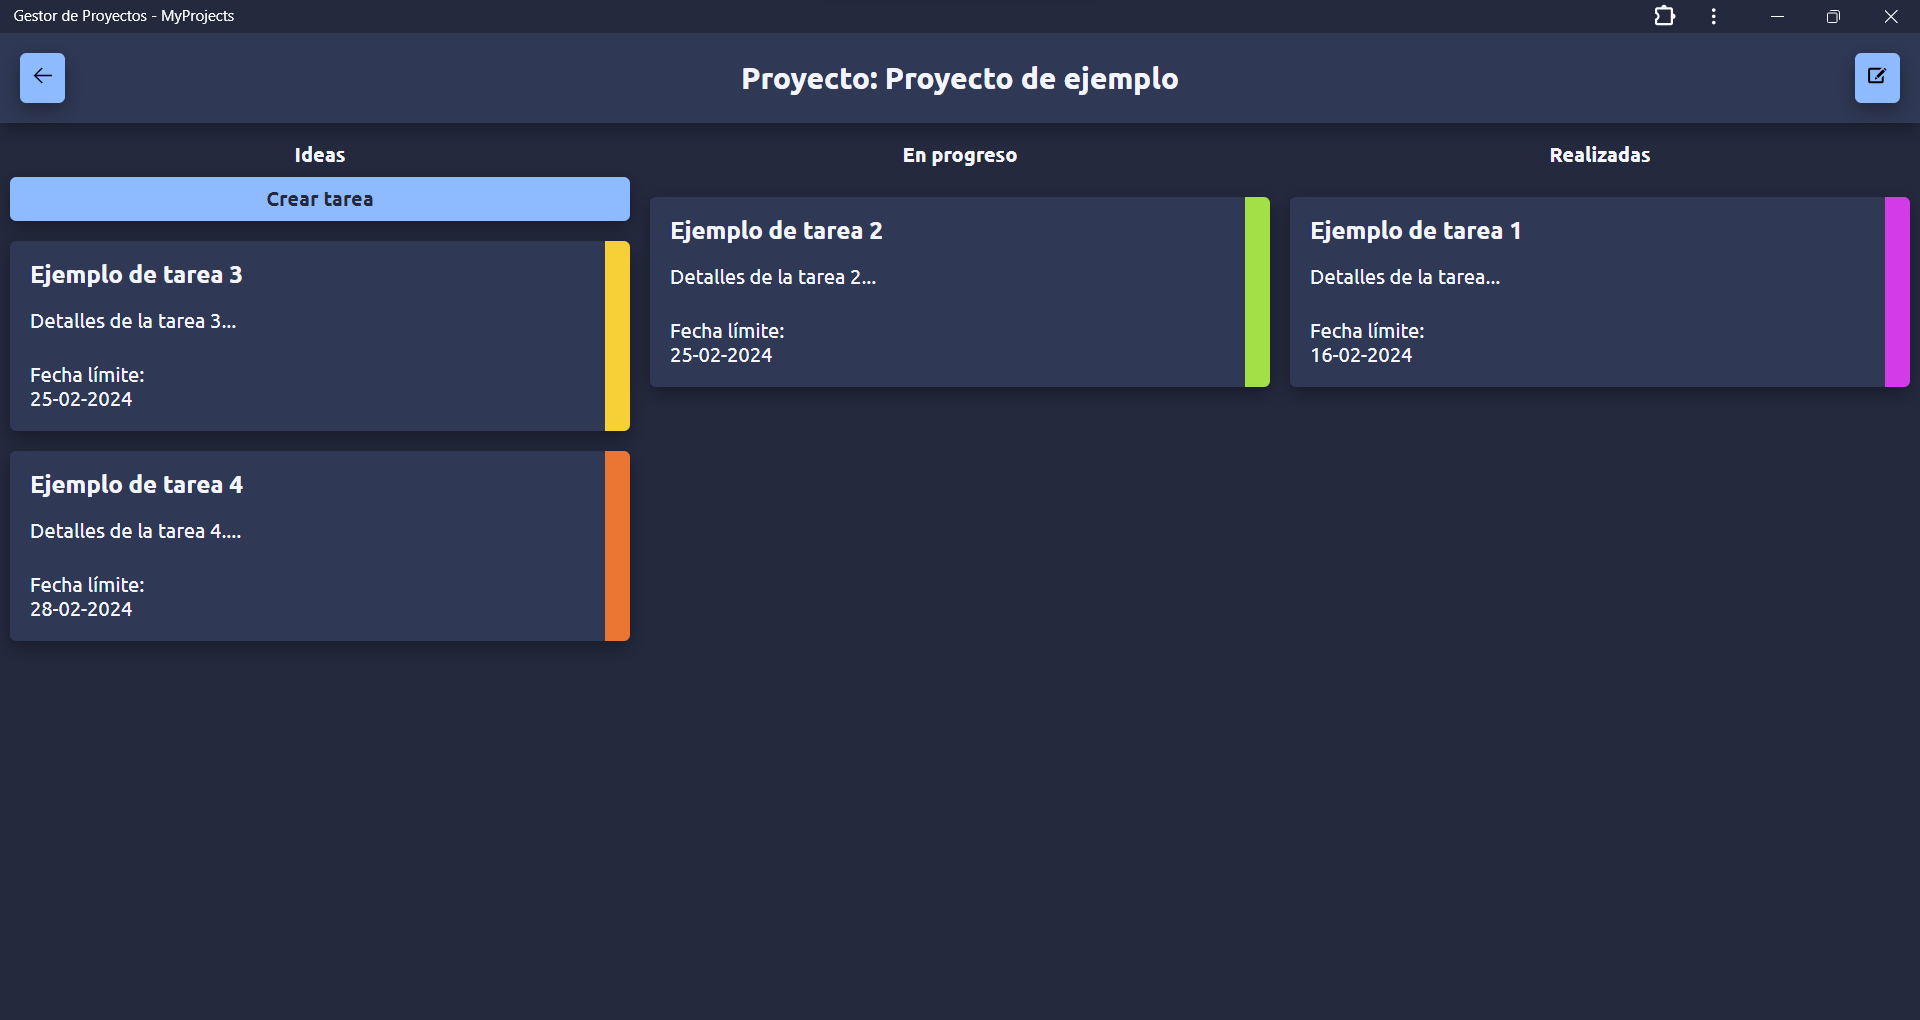 Gestor de Proyectos - MyProjects
Proyecto: Proyecto de ejemplo
Ideas
Crear tarea
Ejemplo de tarea 3
Detalles de la tarea 3...
Fecha límite:
25-02-2024
Ejemplo de tarea 4
Detalles de la tarea 4....
Fecha límite:
28-02-2024
En progreso
Ejemplo de tarea 2
Detalles de la tarea 2...
Fecha límite:
25-02-2024
Realizadas
Ejemplo de tarea 1
Detalles de la tarea...
Fecha límite:
16-02-2024